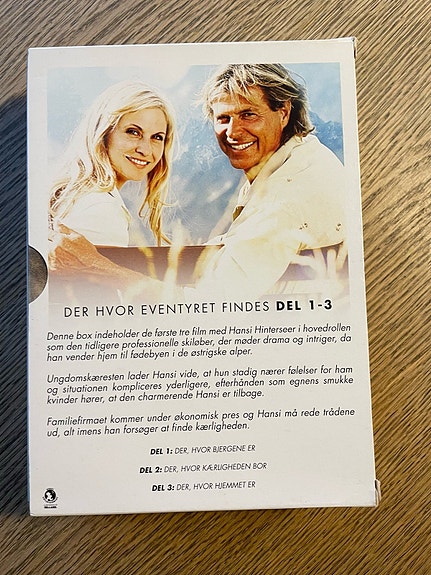 DER HVOR EVENTYRET FINDES DEL 1-3
Denne box indeholder de første tre film med Hansi Hinterseer i hovedrollen
som den tidligere professionelle skiløber, der møder drama og intriger, da
han vender hjem til fødebyen i de østrigske alper.
Ungdomskæresten lader Hansi vide, at hun stadig nærer følelser for ham
og situationen kompliceres yderligere, efterhånden som egnens smukke
kvinder hører, at den charmerende Hansi er tilbage.
Familiefirmaet kommer under økonomisk pres og Hansi må rede trådene
ud, alt imens han forsøger at finde kærligheden.
DEL 1: DER, HVOR BJERGENE ER
DEL 2: DER, HVOR KÆRLIGHEDEN BOR
DEL 3: DER, HVOR HJEMMET ER